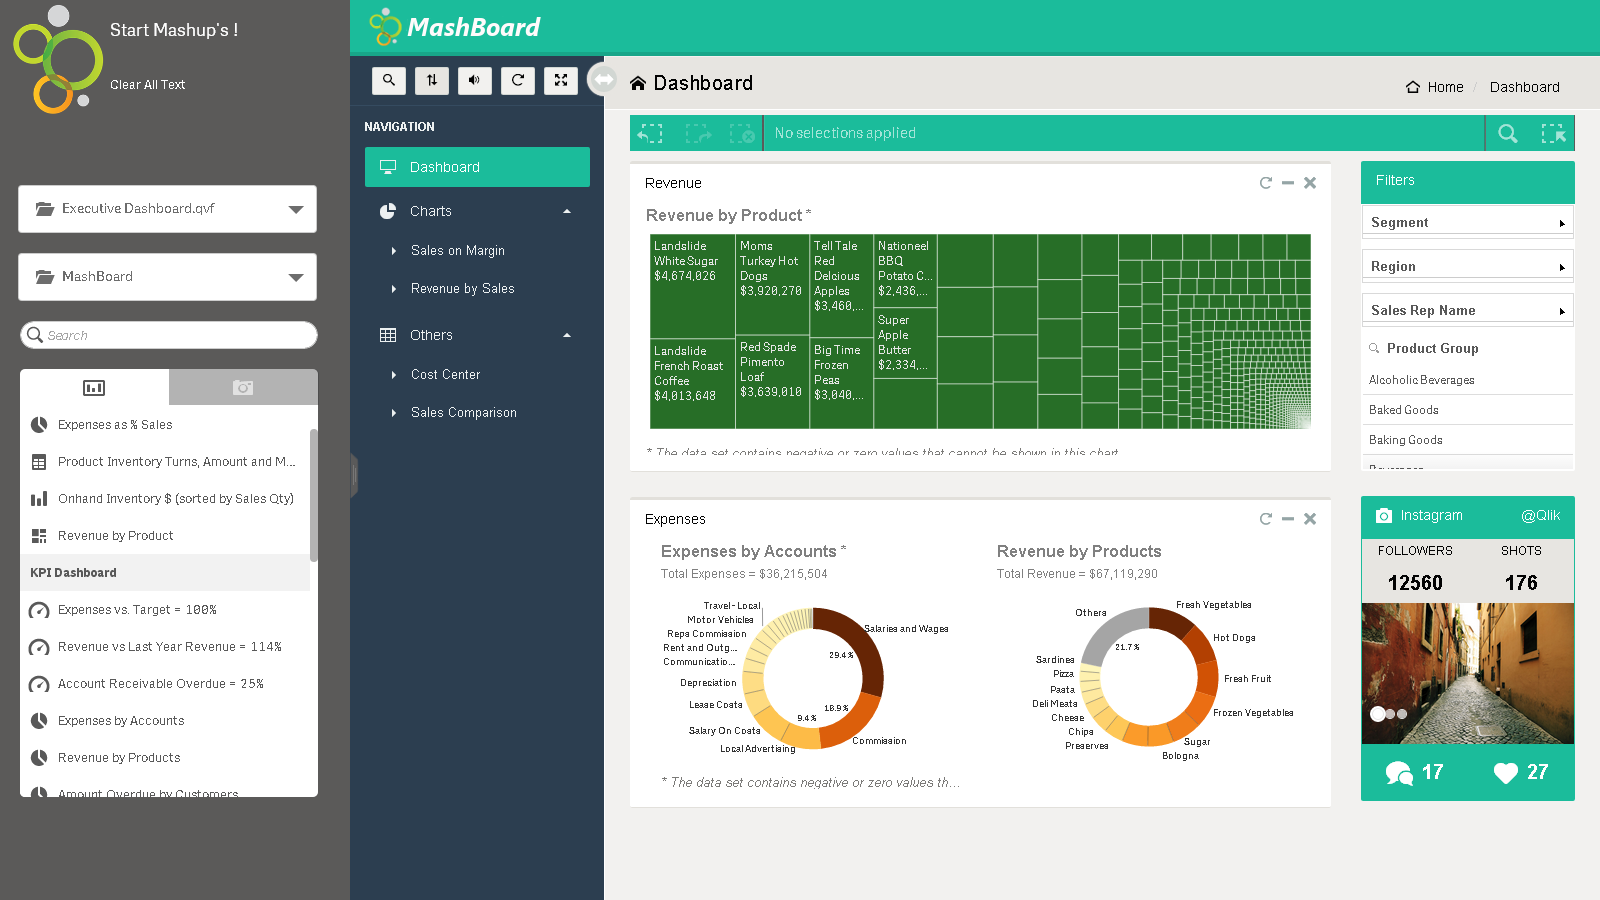 Start Mashup's !
Clear All Text
Executive Dashboard.qvf
MashBoard
Search
Expenses as % Sales
Product Inventory Turns, Amount and M...
Onhand Inventory $ (sorted by Sales Qty)
Revenue by Product
KPI Dashboard
Expenses vs. Target = 100%
Revenue vs Last Year Revenue = 114%
Account Receivable Overdue = 25%
Expenses by Accounts
Revenue by Products
Amount Overdue by Customers
MashBoard
NAVIGATION
Dashboard
Charts
Sales on Margin
Revenue by Sales
Others
Cost Center
Sales Comparison
Dashboard
Home / Dashboard
No selections applied
Revenue
Revenue by Product *
Landslide
White Sugar
$4,674,026
Landslide
French Roast
Coffee
$4,013,648
Moms
Turkey Hot
Dogs
$3,920,270
Red Spade
Pimento
Loaf
$3,639,010
Tell Tale
Red
Delcious
Apples
$3,460,...
Big Time
Frozen
Peas
$3,040,...
Nationeel
BBQ
Potato C...
$2,436,...
Super
Apple
Butter
$2,334,...
* The data set contains negative or zero values that cannot be shown in this chart.
Filters
Segment
Region
Sales Rep Name
Product Group
Alcoholic Beverages
Baked Goods
Baking Goods
Beverages
Expenses
Expenses by Accounts *
Total Expenses = $36,215,504
Travel-Local
Motor Vehicles
Reps Commission
Rent and Outg...
Communicatio...
Depreciation
Lease Costs
Salary On Costs
Local Advertising
Salaries and Wages
Commission
29.4%
18.9%
9.4%
* The data set contains negative or zero values th...
Revenue by Products
Total Revenue = $67,119,290
Others
Fresh Vegetables
Hot Dogs
Fresh Fruit
Frozen Vegetables
Sugar
Bologna
Preserves
Chips
Cheese
Deli Meats
Pasta
Pizza
Sardines
21.7%
Instagram @Qlik
FOLLOWERS SHOTS
12560 176
17 27